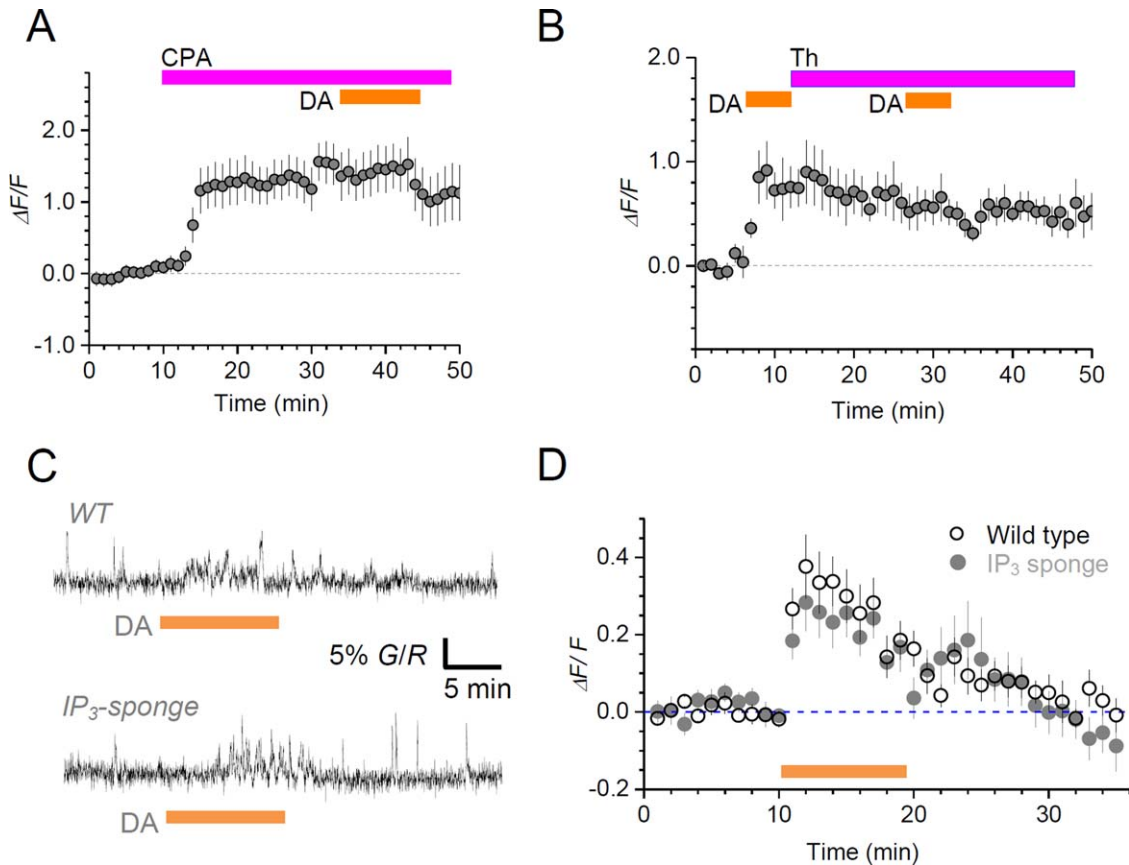 A
CPA
DA
2.0
1.0
0.0
-1.0
ΔF/F
0 10 20 30 40 50
Time (min)
B
Th
DA DA
2.0
1.0
0.0
ΔF/F
0 10 20 30 40 50
Time (min)
C
WT
DA
5% G/R
5 min
IP3-sponge
DA
D
Wild type
IP3 sponge
0.4
0.2
0.0
-0.2
ΔF/ F
0 10 20 30
Time (min)